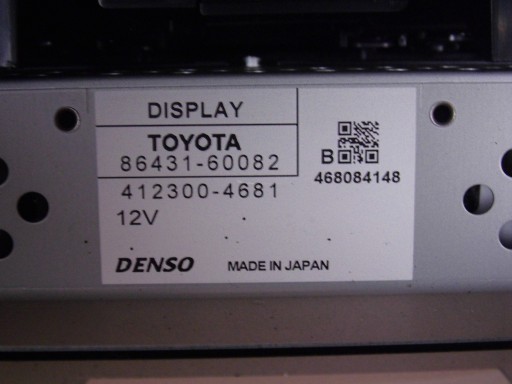 DISPLAY
TOYOTA
86431-60082
412300-4681
12V
DENSO
MADE IN JAPAN
B
468084148